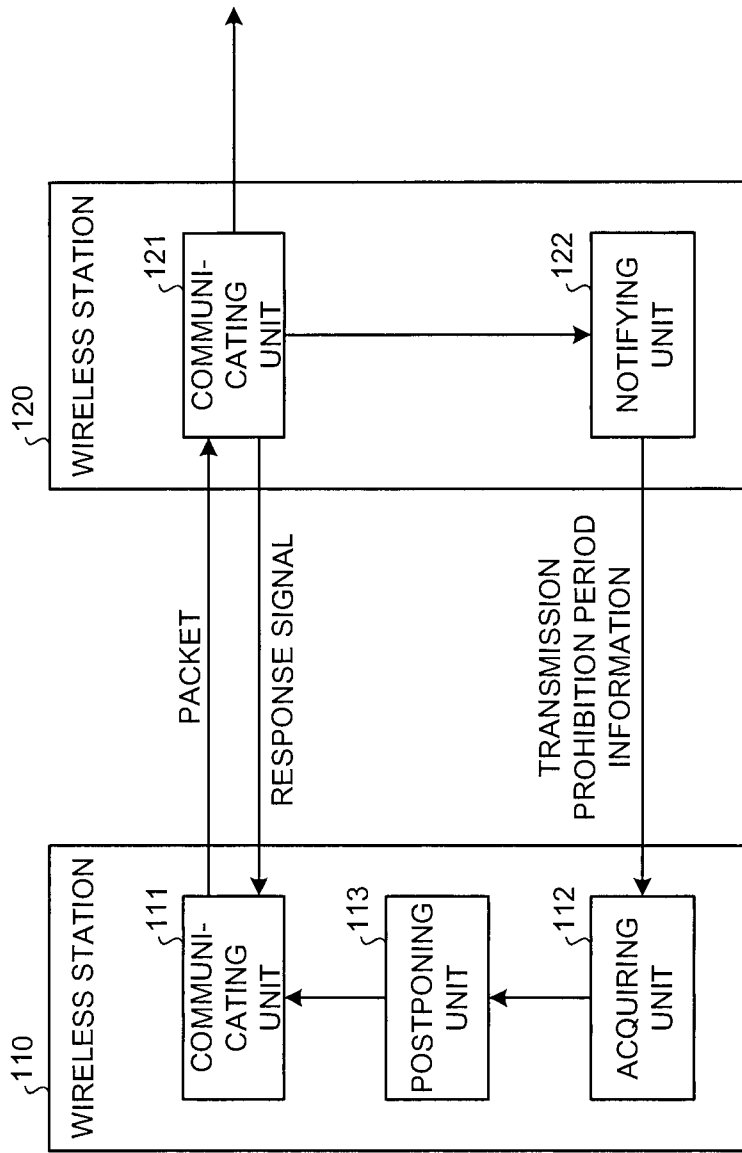 110
WIRELESS STATION
111
COMMUNI-
CATING
UNIT
113
POSTPONING
UNIT
112
ACQUIRING
UNIT
PACKET
RESPONSE SIGNAL
TRANSMISSION
PROHIBITION PERIOD
INFORMATION
120
WIRELESS STATION
121
COMMUNI-
CATING
UNIT
122
NOTIFYING
UNIT